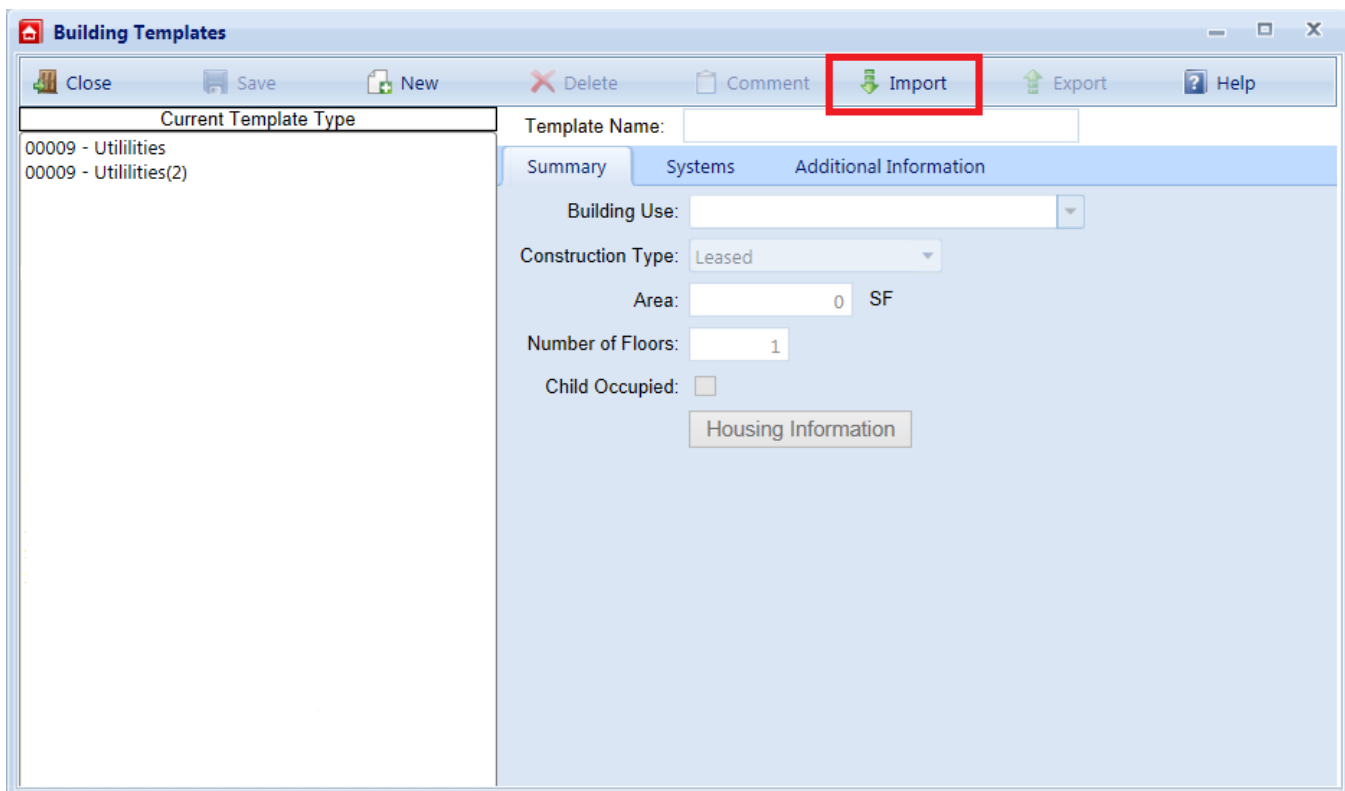 Building Templates
Close Save New Delete Comment Import Export ? Help
Current Template Type
Template Name:
00009 - Utililities
00009 - Utililities(2)
Summary Systems Additional Information
Building Use:
Construction Type: Leased
Area: 0 SF
Number of Floors: 1
Child Occupied:
Housing Information